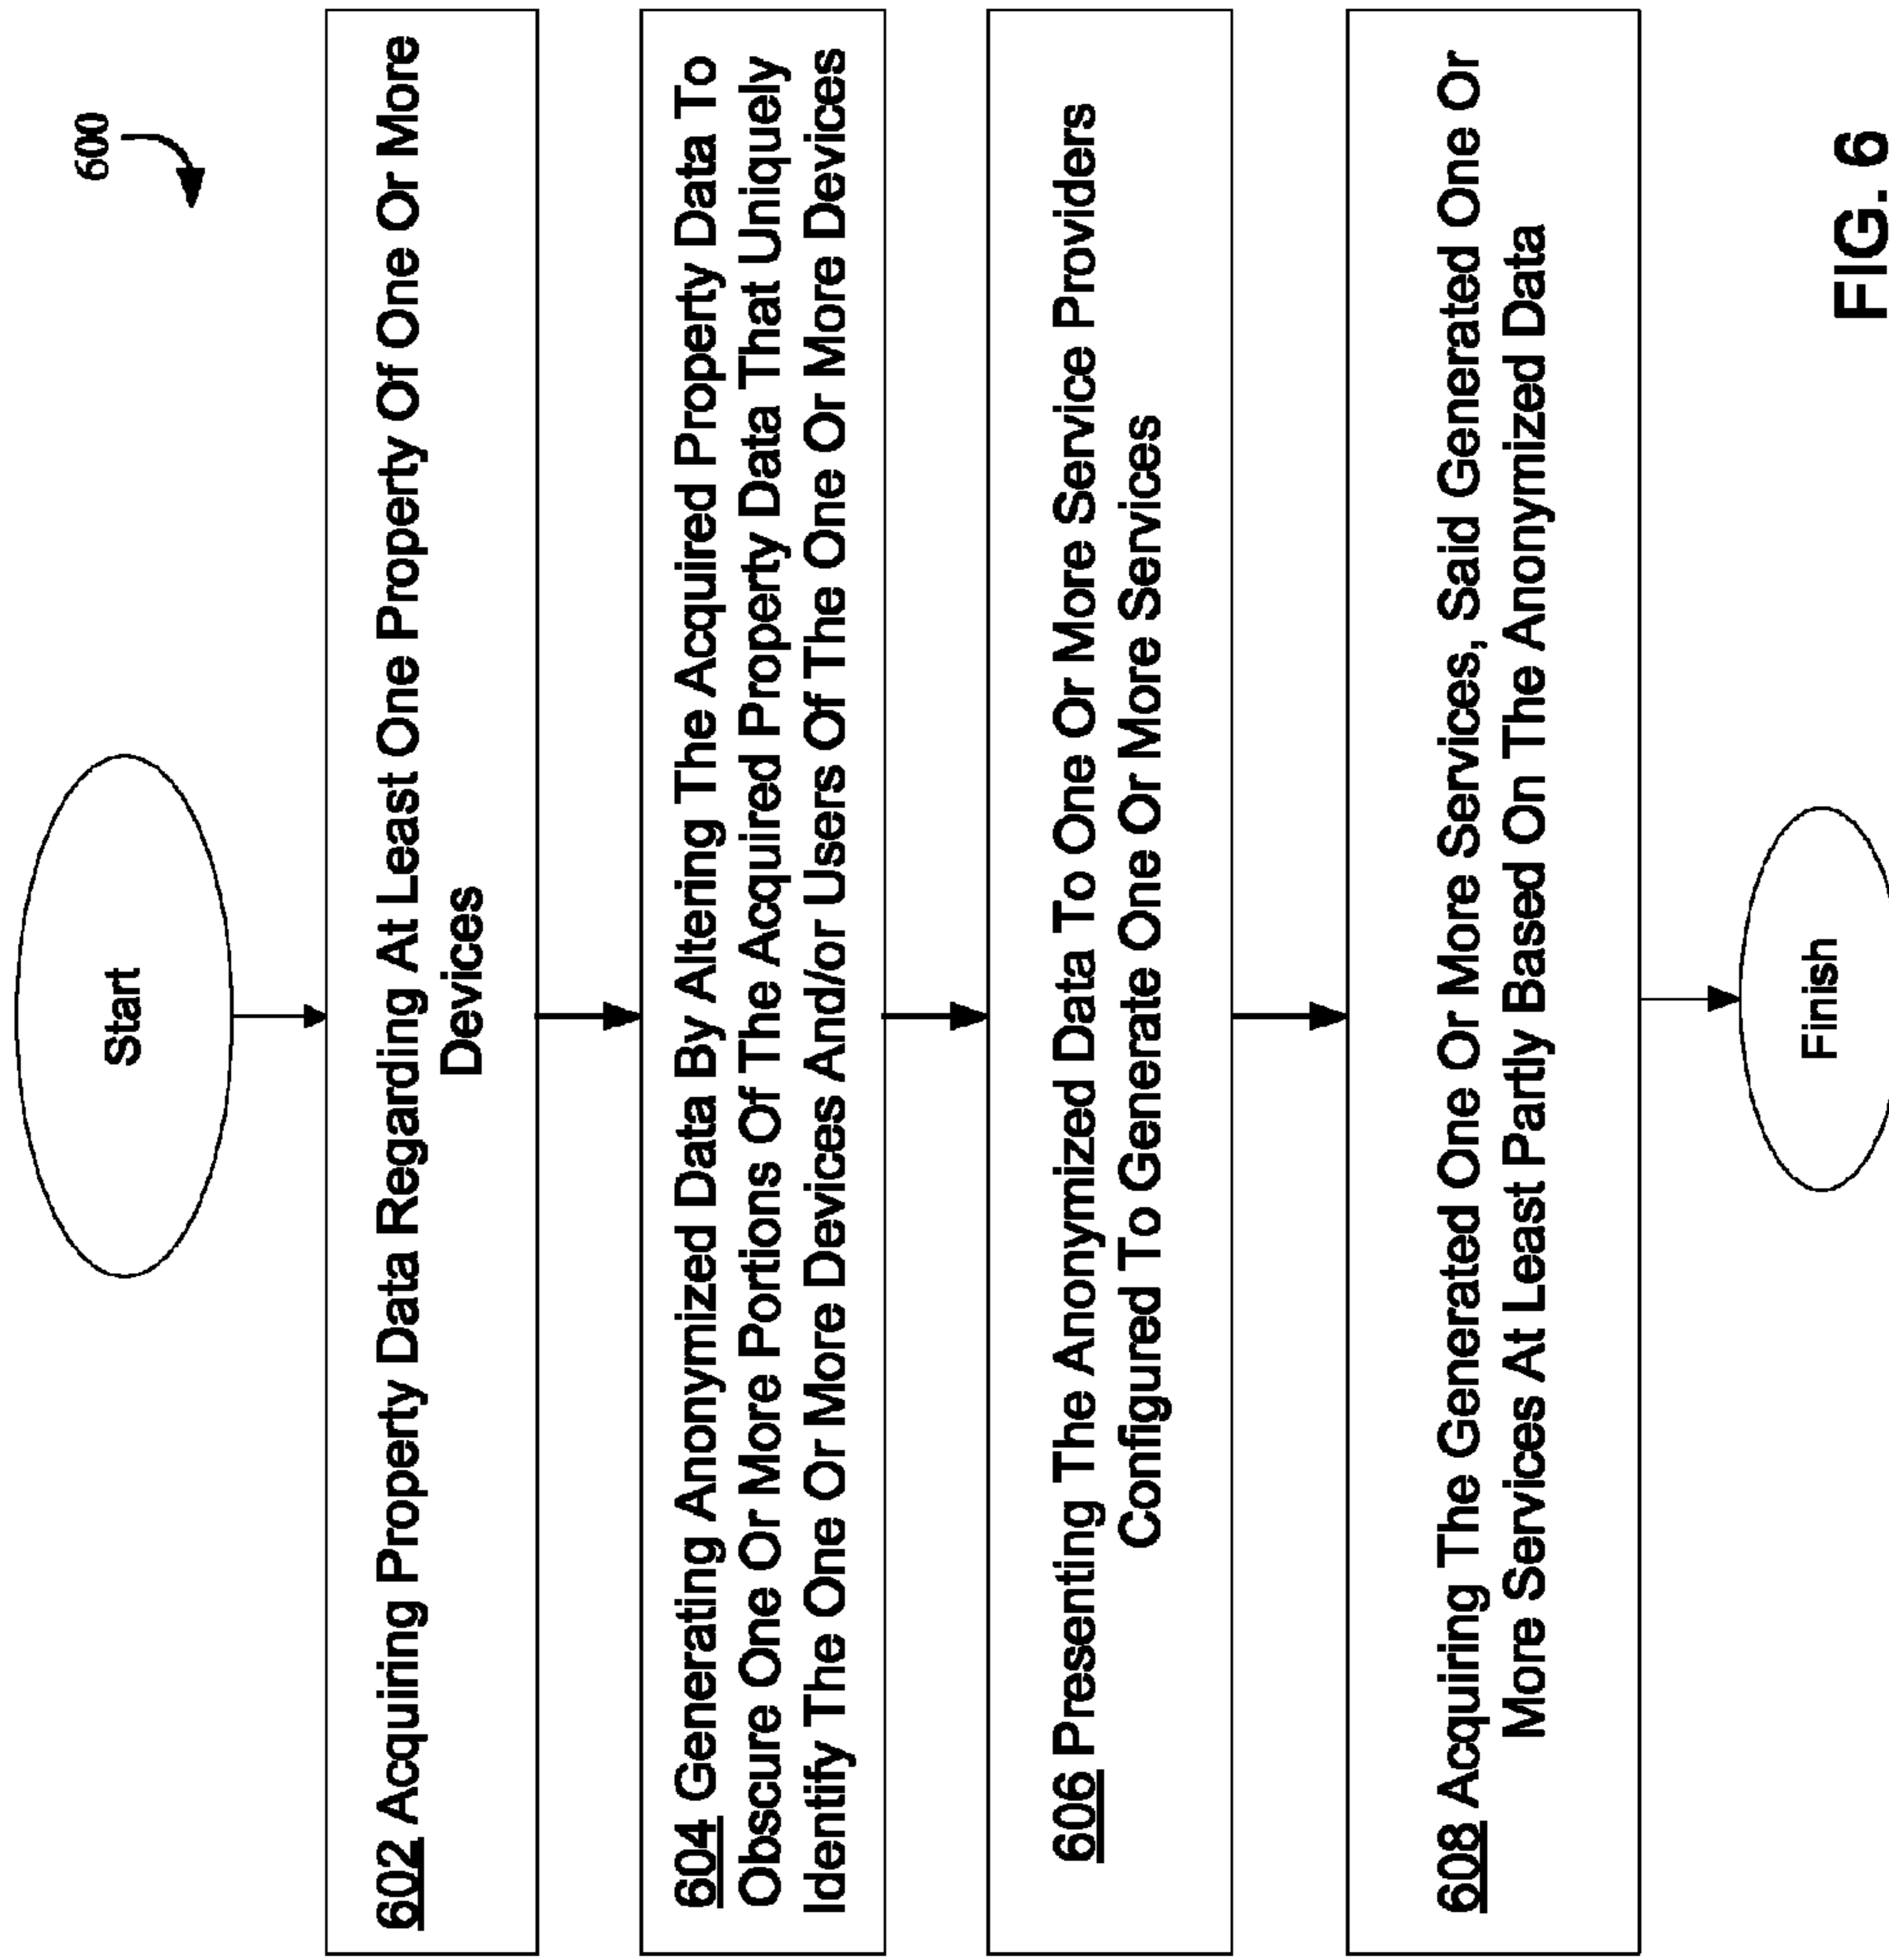 600
Start
602 Acquiring Property Data Regarding At Least One Property Of One Or More
Devices
604 Generating Anonymized Data By Altering The Acquired Property Data To
Obscure One Or More Portions Of The Acquired Property Data That Uniquely
Identify The One Or More Devices And/or Users Of The One Or More Devices
606 Presenting The Anonymized Data To One Or More Service Providers
Configured To Generate One Or More Services
608 Acquiring The Generated One Or More Services, Said Generated One Or
More Services At Least Partly Based On The Anonymized Data
Finish
FIG. 6